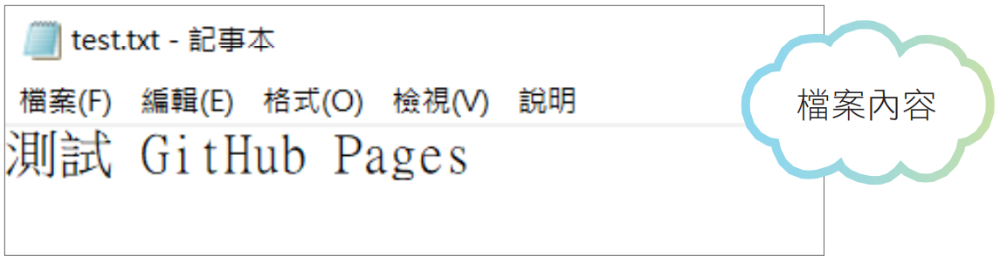 test.txt - 記事本
檔案(F) 編輯(E) 格式(O) 檢視(V) 說明
檔案內容
測試 GitHub Pages